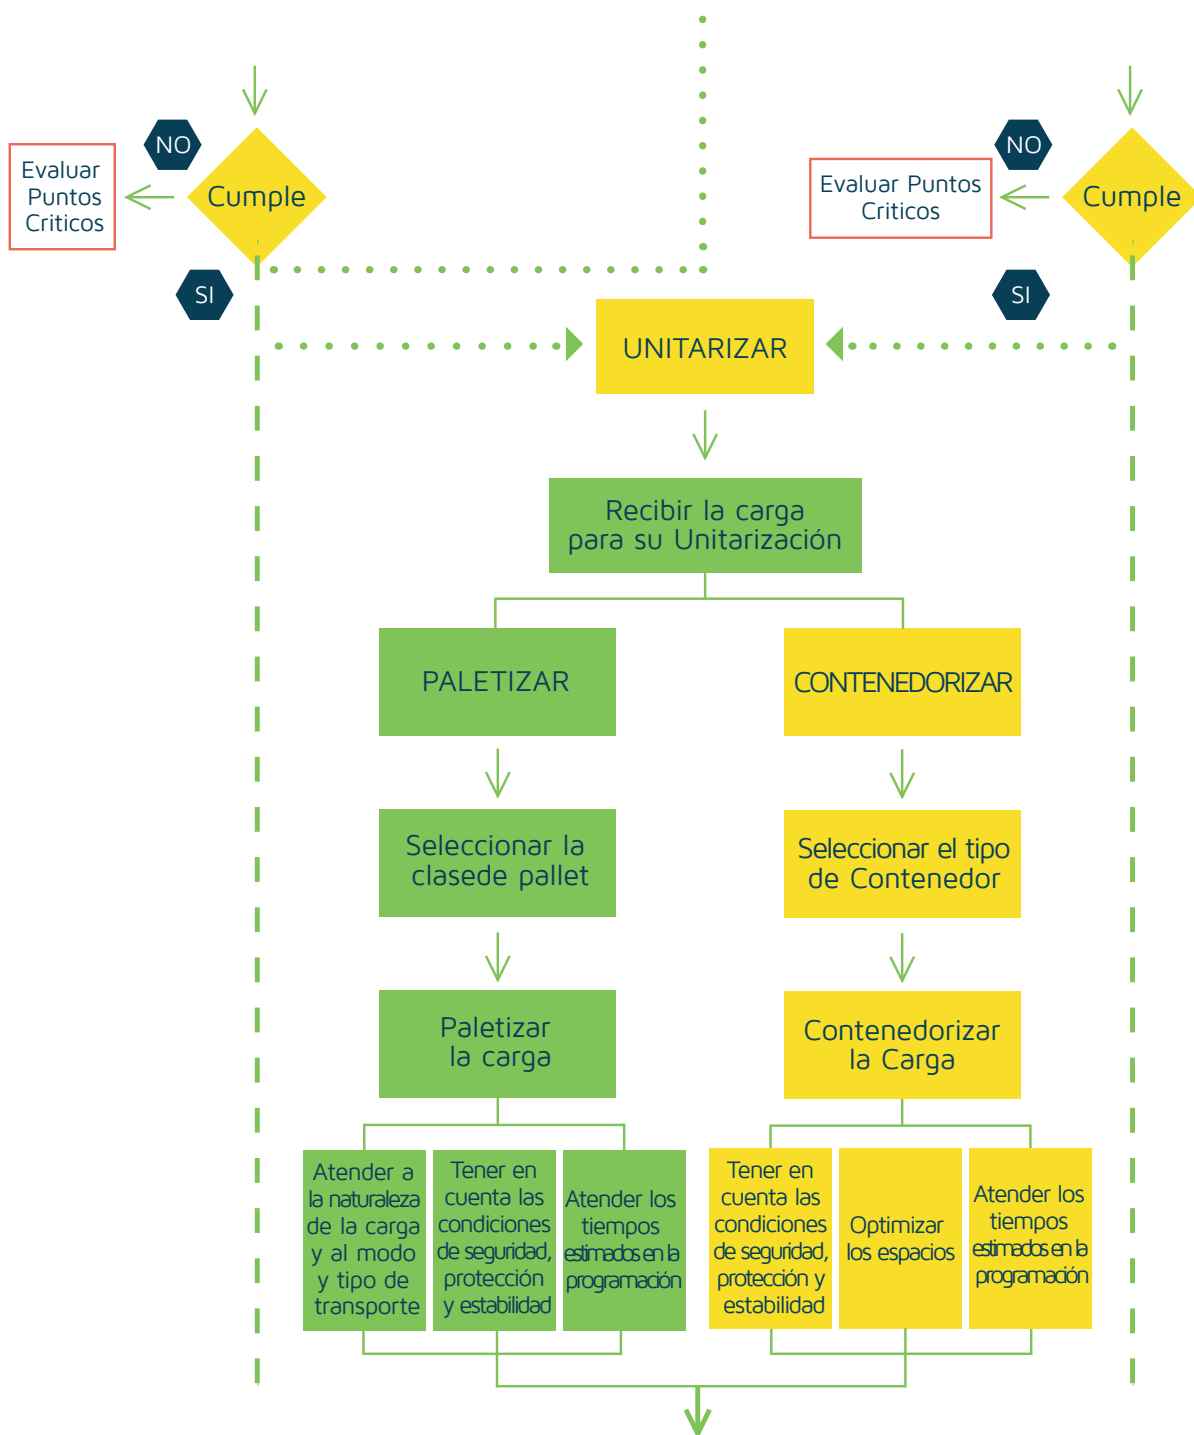 NO
Evaluar
Puntos
Criticos
Cumple
SI
NO
Evaluar Puntos
Criticos
Cumple
SI
UNITARIZAR
Recibir la carga
para su Unitarización
PALETIZAR
CONTENEDORIZAR
Seleccionar la
clasede pallet
Seleccionar el tipo
de Contenedor
Paletizar
la carga
Contenedorizar
la Carga
Atender a
la naturaleza
de la carga
y al modo
y tipo de
transporte
Tener en
cuenta las
condiciones
de seguridad,
protección
y estabilidad
Atender los
tiempos
estimados en la
programación
Tener en
cuenta las
condiciones
de seguridad,
protección y
estabilidad
Optimizar
los espacios
Atender los
tiempos
estimados en la
programación